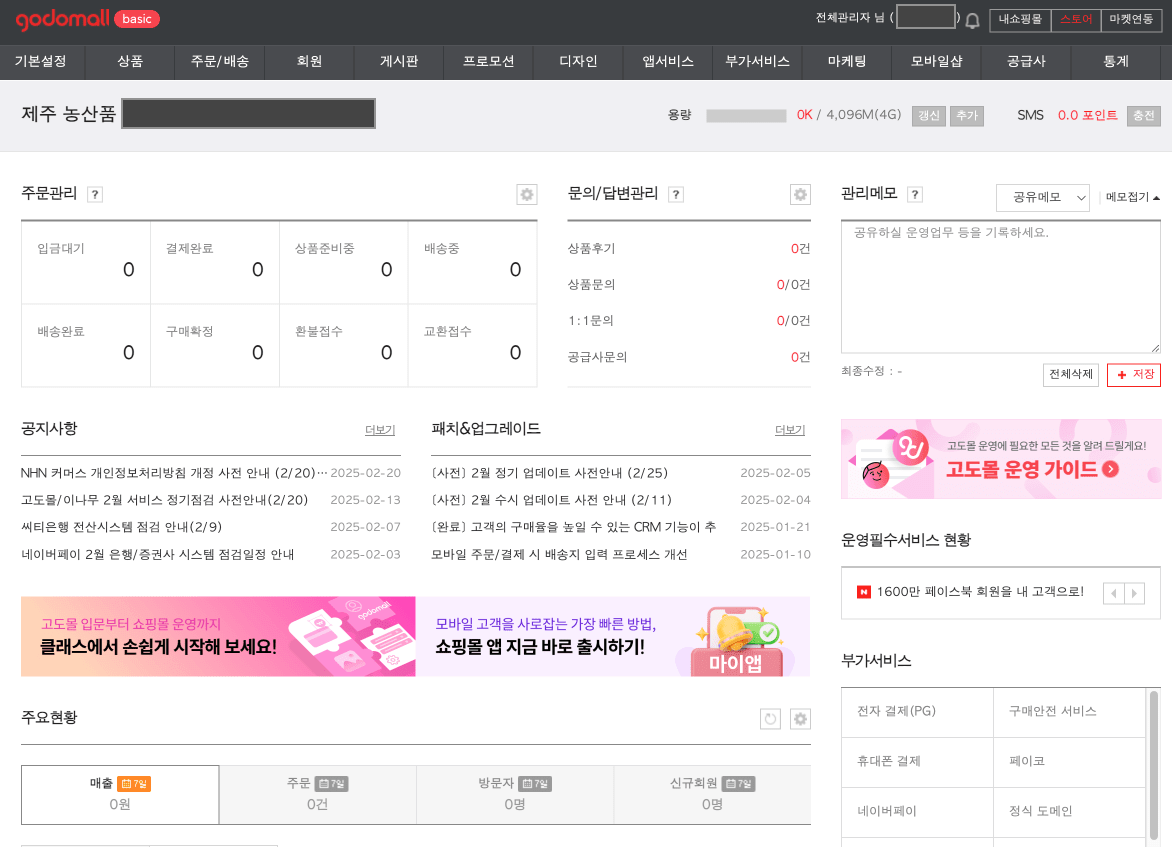 godomall basic
전체관리자 님 ( )
내쇼핑몰 스토어 마켓연동
기본설정 상품 주문/배송 회원 게시판 프로모션 디자인 앱서비스 부가서비스 마케팅 모바일샵 공급사 통계
제주 농산품
용량 0K / 4,096M(4G) 갱신 추가
SMS 0.0 포인트 충전
주문관리 ?
입금대기 0
결제완료 0
상품준비중 0
배송중 0
배송완료 0
구매확정 0
환불접수 0
교환접수 0
문의/답변관리 ?
상품후기 0건
상품문의 0/0건
1:1문의 0/0건
공급사문의 0건
관리메모 ?
공유메모
메모접기
공유하실 운영업무 등을 기록하세요.
최종수정 : -
전체삭제 + 저장
공지사항 더보기
NHN 커머스 개인정보처리방침 개정 사전 안내 (2/20)… 2025-02-20
고도몰/이나무 2월 서비스 정기점검 사전안내(2/20) 2025-02-13
씨티은행 전산시스템 점검 안내(2/9) 2025-02-07
네이버페이 2월 은행/증권사 시스템 점검일정 안내 2025-02-03
패치&업그레이드 더보기
[사전] 2월 정기 업데이트 사전안내 (2/25) 2025-02-05
[사전] 2월 수시 업데이트 사전 안내 (2/11) 2025-02-04
[완료] 고객의 구매율을 높일 수 있는 CRM 기능이 추 2025-01-21
모바일 주문/결제 시 배송지 입력 프로세스 개선 2025-01-10
고도몰 운영에 필요한 모든 것을 알려 드릴게요!
고도몰 운영 가이드
운영필수서비스 현황
N 1600만 페이스북 회원을 내 고객으로!
고도몰 입문부터 쇼핑몰 운영까지
클래스에서 손쉽게 시작해 보세요!
godomall
모바일 고객을 사로잡는 가장 빠른 방법,
쇼핑몰 앱 지금 바로 출시하기!
마이앱
부가서비스
전자 결제(PG) 구매안전 서비스
휴대폰 결제 페이코
네이버페이 정식 도메인
주요현황
매출 7일
0원
주문 7일
0건
방문자 7일
0명
신규회원 7일
0명